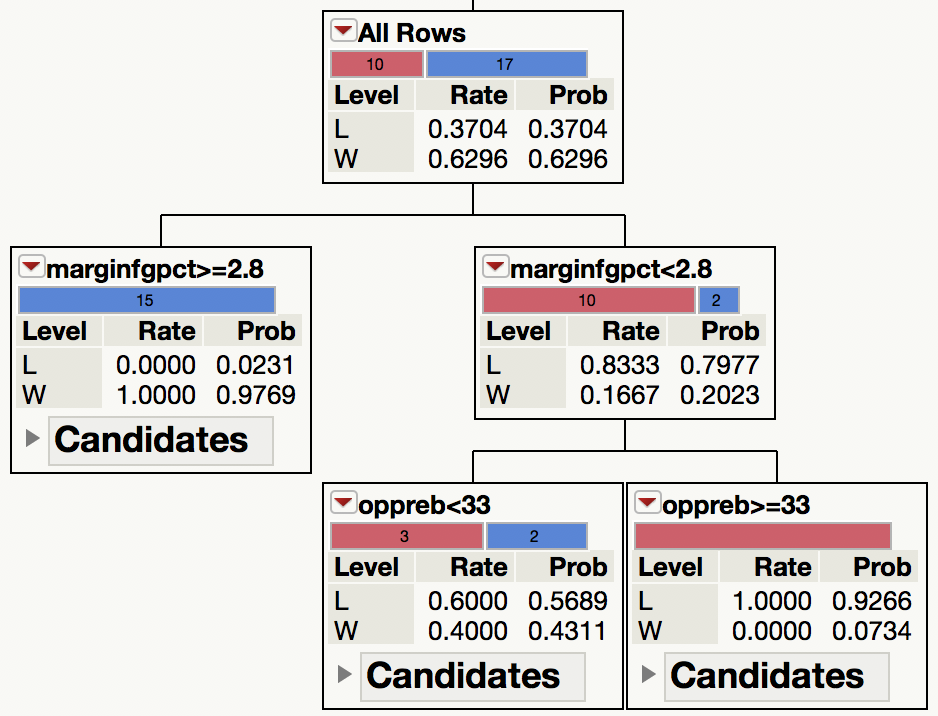 All Rows
10 17
Level Rate Prob
L 0.3704 0.3704
W 0.6296 0.6296
marginfgpct>=2.8
15
Level Rate Prob
L 0.0000 0.0231
W 1.0000 0.9769
Candidates
marginfgpct<2.8
10 2
Level Rate Prob
L 0.8333 0.7977
W 0.1667 0.2023
oppreb<33
3 2
Level Rate Prob
L 0.6000 0.5689
W 0.4000 0.4311
Candidates
oppreb>=33
Level Rate Prob
L 1.0000 0.9266
W 0.0000 0.0734
Candidates